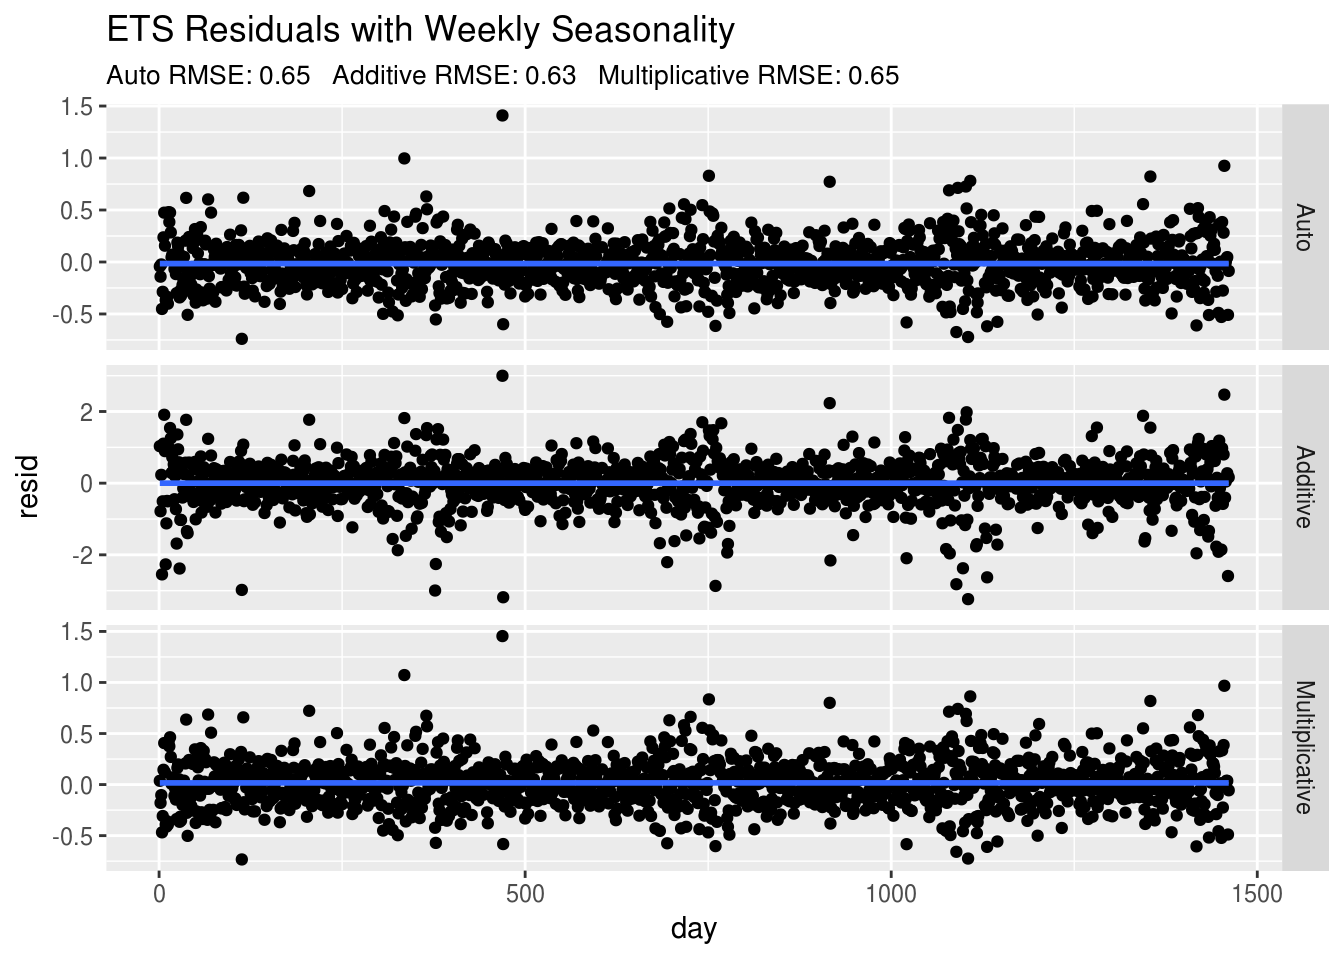 ETS Residuals with Weekly Seasonality
Auto RMSE: 0.65   Additive RMSE: 0.63   Multiplicative RMSE: 0.65
1.5
1.0
0.5
0.0
-0.5
Auto
resid
2
0
-2
Additive
1.5
1.0
0.5
0.0
-0.5
Multiplicative
0
500
1000
1500
day